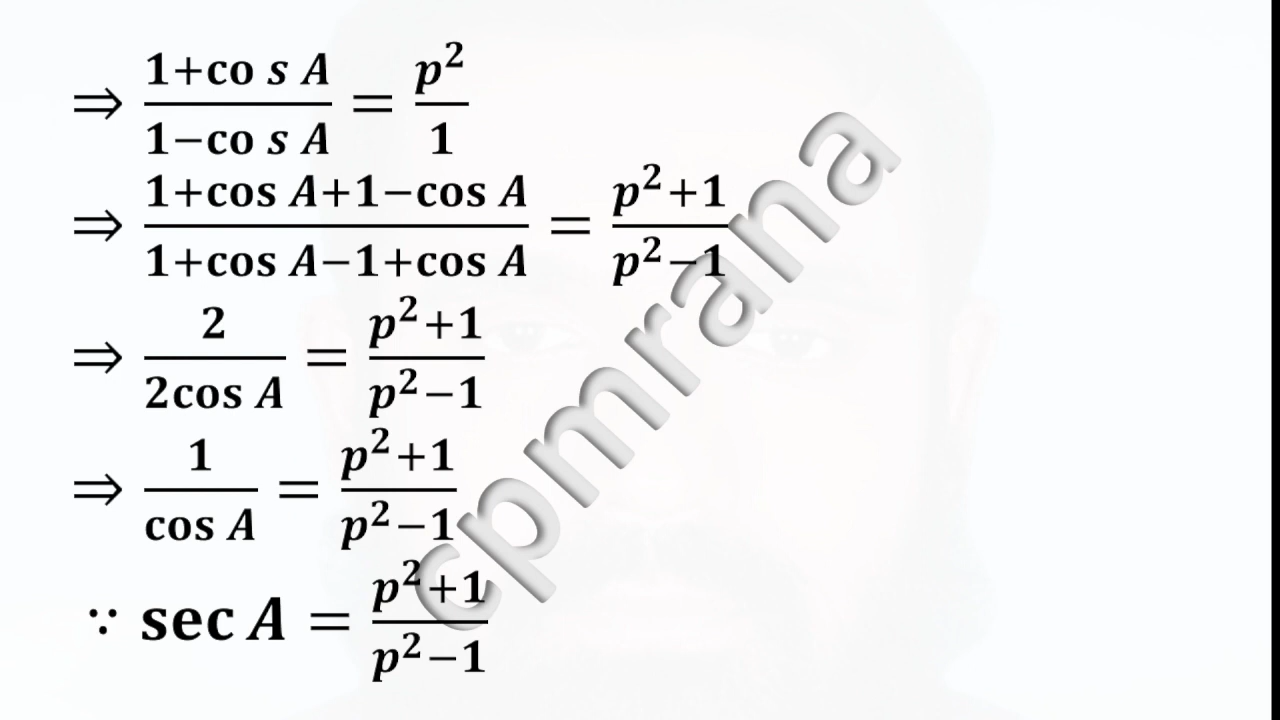 ⇒ (1+co s A)/(1−co s A) = p²/1
⇒ (1+cos A+1−cos A)/(1+cos A−1+cos A) = (p²+1)/(p²−1)
⇒ 2/(2cos A) = (p²+1)/(p²−1)
⇒ 1/(cos A) = (p²+1)/(p²−1)
∵ sec A = (p²+1)/(p²−1)
cpmrana